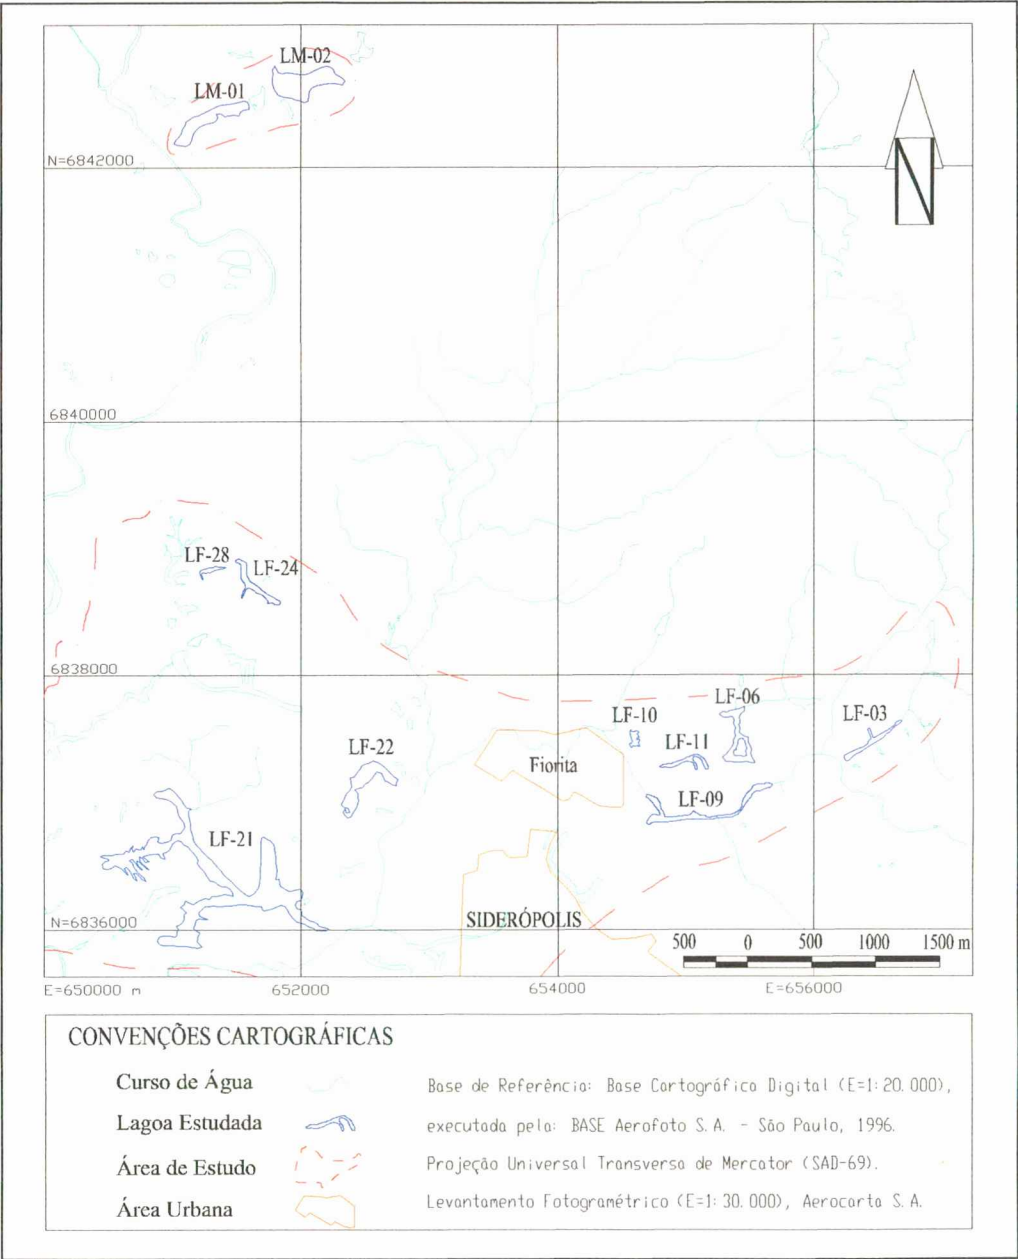 LM-02
LM-01
N=6842000
N
6840000
LF-28
LF-24
6838000
LF-06
LF-10
LF-03
LF-11
LF-22
Fiorita
LF-09
LF-21
N=6836000
SIDERÓPOLIS
500 0 500 1000 1500 m
E=650000 m 652000 654000 E=656000
CONVENÇÕES CARTOGRÁFICAS
Curso de Água
Lagoa Estudada
Área de Estudo
Área Urbana
Base de Referência: Base Cartográfica Digital (E=1:20.000),
executada pela: BASE Aerofoto S.A. - São Paulo, 1996.
Projeção Universal Transversa de Mercator (SAD-69).
Levantamento Fotogramétrico (E=1:30.000), Aerocarta S.A.